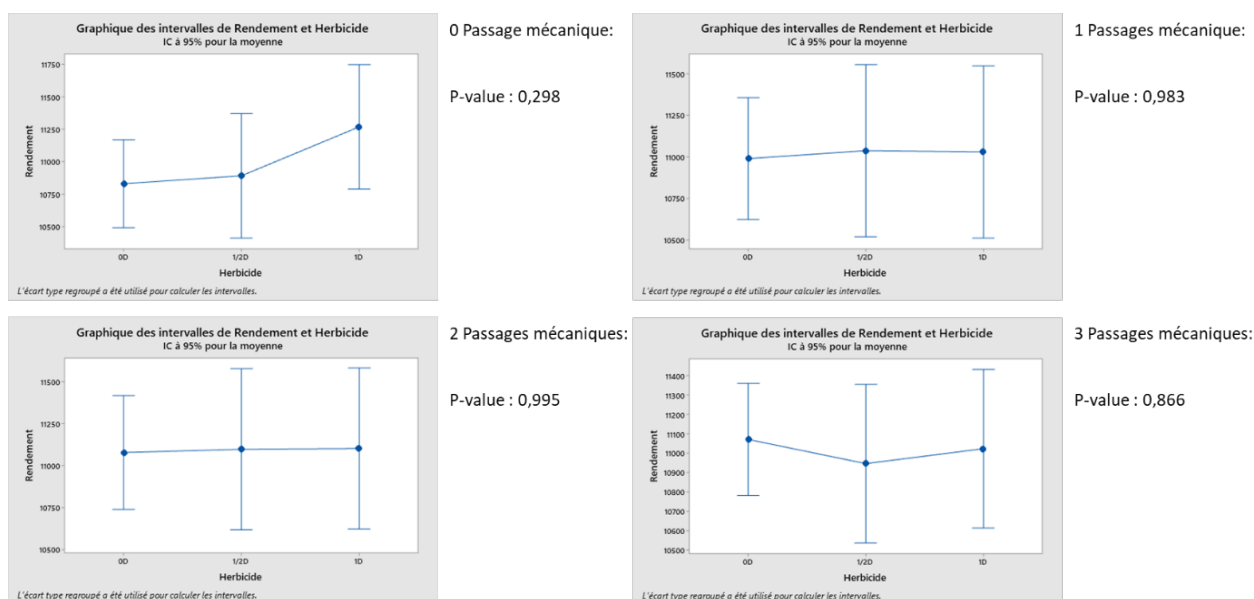 Graphique des intervalles de Rendement et Herbicide
IC à 95% pour la moyenne
11750
11500
11250
11000
10750
10500
Rendement
0D
1/2D
1D
Herbicide
L'écart type regroupé a été utilisé pour calculer les intervalles.
0 Passage mécanique:
P-value : 0,298
Graphique des intervalles de Rendement et Herbicide
IC à 95% pour la moyenne
11500
11250
11000
10750
10500
Rendement
0D
1/2D
1D
Herbicide
L'écart type regroupé a été utilisé pour calculer les intervalles.
1 Passages mécanique:
P-value : 0,983
Graphique des intervalles de Rendement et Herbicide
IC à 95% pour la moyenne
11500
11250
11000
10750
10500
Rendement
0D
1/2D
1D
Herbicide
L'écart type regroupé a été utilisé pour calculer les intervalles.
2 Passages mécaniques:
P-value : 0,995
Graphique des intervalles de Rendement et Herbicide
IC à 95% pour la moyenne
11400
11300
11200
11100
11000
10900
10800
10700
10600
10500
Rendement
0D
1/2D
1D
Herbicide
L'écart type regroupé a été utilisé pour calculer les intervalles.
3 Passages mécaniques:
P-value : 0,866